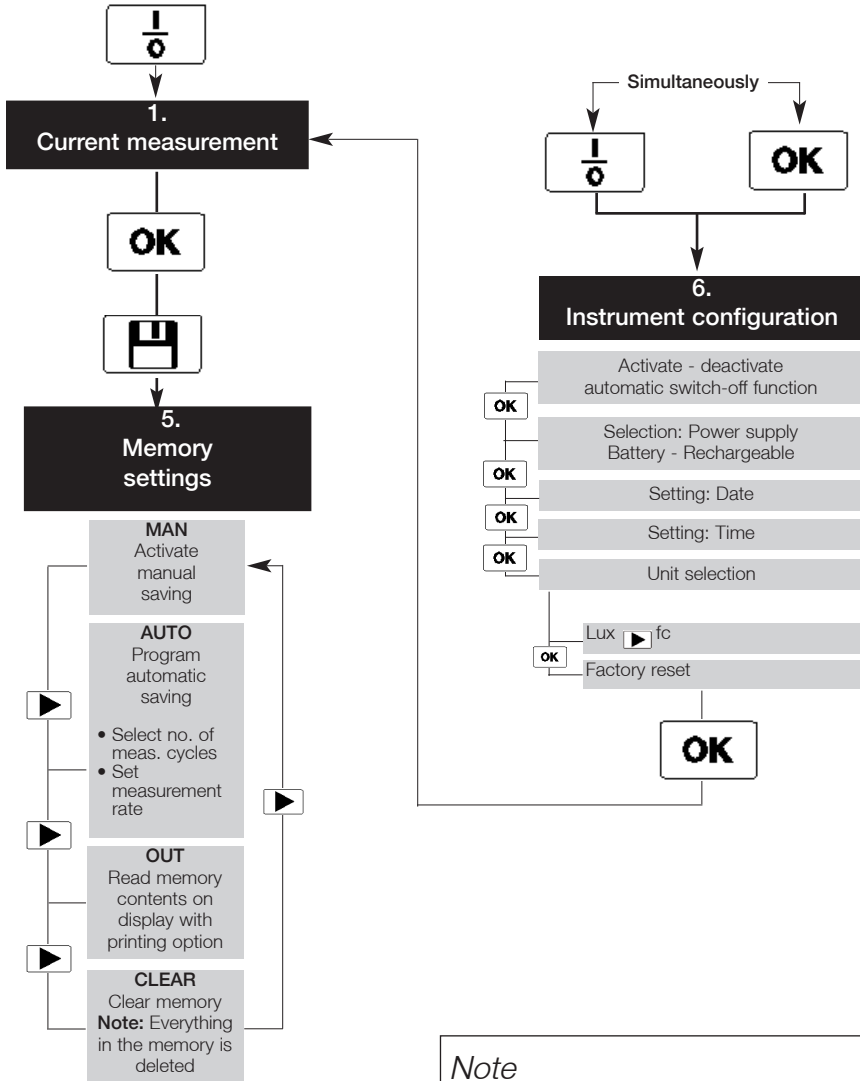 I
0
1.
Current measurement
OK
5.
Memory
settings
MAN
Activate
manual
saving
AUTO
Program
automatic
saving
• Select no. of
meas. cycles
• Set
measurement
rate
OUT
Read memory
contents on
display with
printing option
CLEAR
Clear memory
Note: Everything
in the memory is
deleted
Simultaneously
I
0
OK
6.
Instrument configuration
Activate - deactivate
automatic switch-off function
OK
Selection: Power supply
Battery - Rechargeable
OK
Setting: Date
OK
Setting: Time
OK
Unit selection
Lux fc
OK
Factory reset
OK
Note